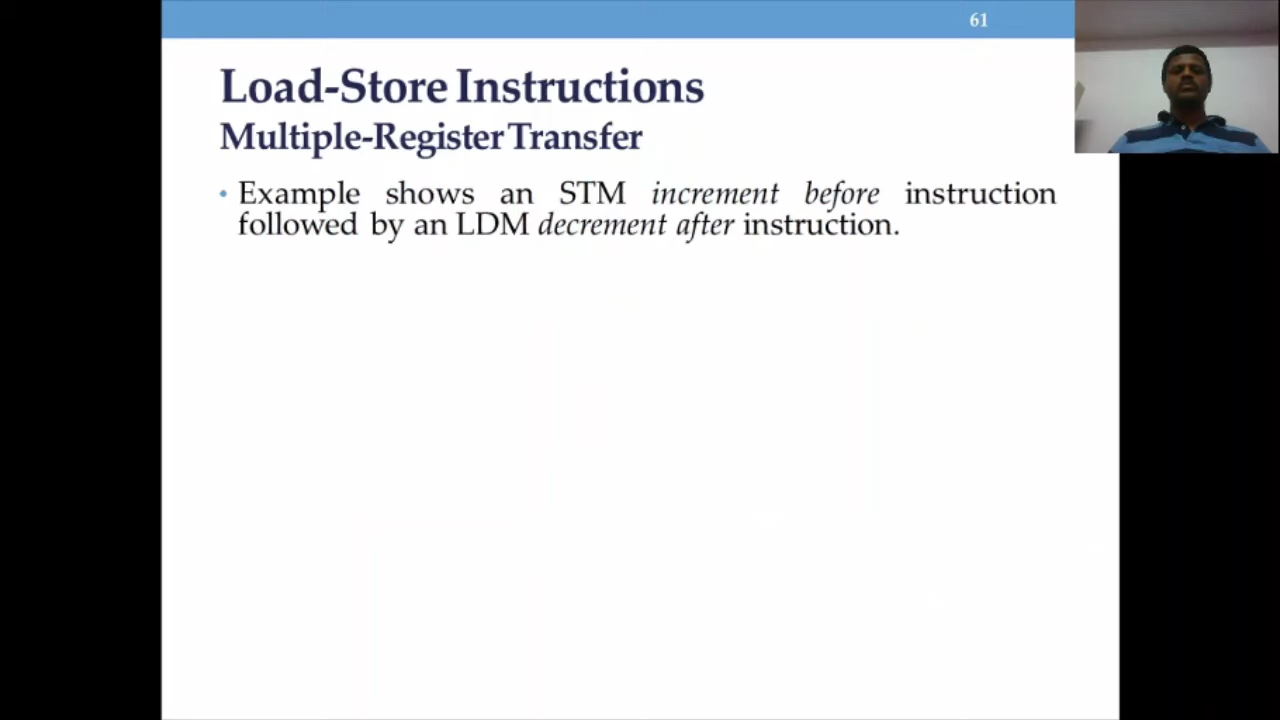 61
Load-Store Instructions
Multiple-Register Transfer
• Example shows an STM increment before instruction
followed by an LDM decrement after instruction.